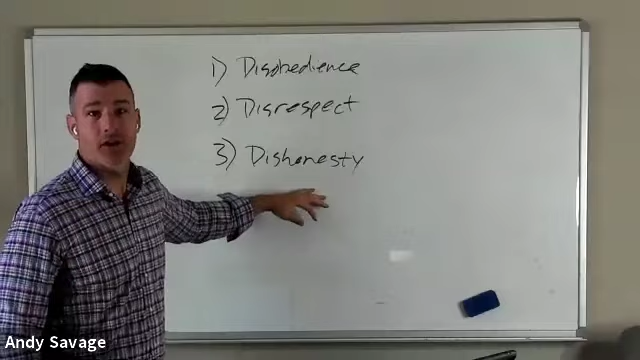 1) Disobedience
2) Disrespect
3) Dishonesty
Andy Savage